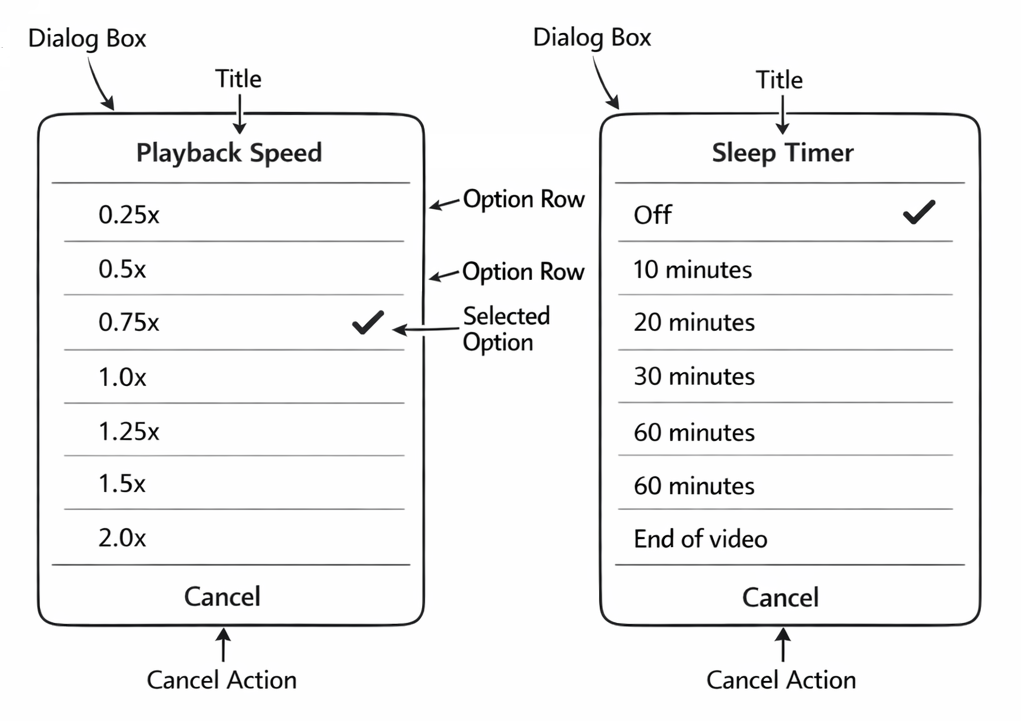 Dialog Box
Title
Playback Speed
0.25x
0.5x
0.75x
1.0x
1.25x
1.5x
2.0x
Cancel
Cancel Action
Option Row
Option Row
Selected
Option
Dialog Box
Title
Sleep Timer
Off
10 minutes
20 minutes
30 minutes
60 minutes
60 minutes
End of video
Cancel
Cancel Action